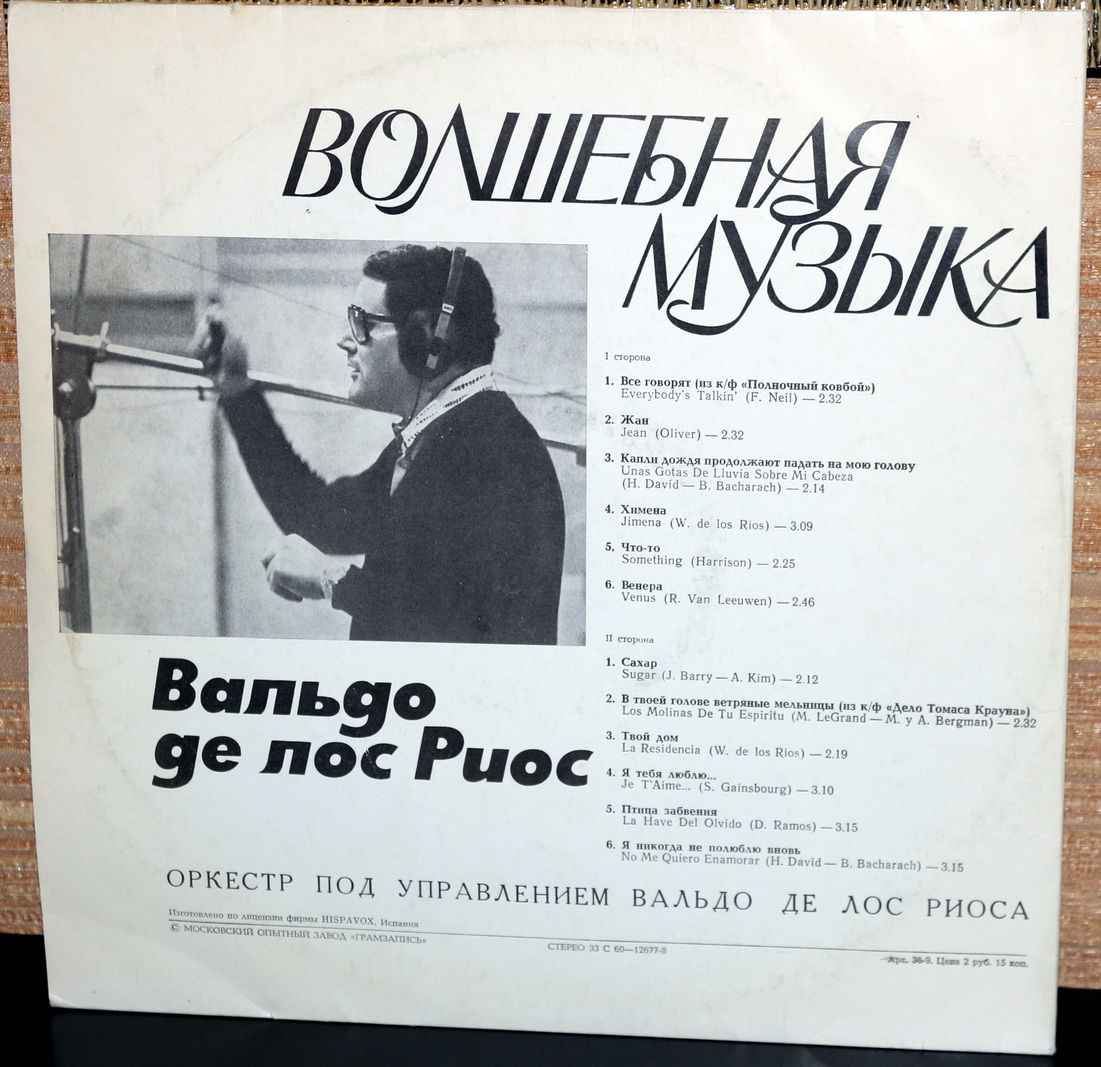 ВОЛШЕБНАЯ
МУЗЫКА
I сторона
1. Все говорят (из к/ф «Полночный ковбой»)
Everybody's Talkin' (F. Neil) — 2.32
2. Жан
Jean (Oliver) — 2.32
3. Капли дождя продолжают падать на мою голову
Unas Gotas De Lluvia Sobre Mi Cabeza
(H. David — B. Bacharach) — 2.14
4. Химена
Jimena (W. de los Rios) — 3.09
5. Что-то
Something (Harrison) — 2.25
6. Венера
Venus (R. Van Leeuwen) — 2.46
II сторона
1. Сахар
Sugar (J. Barry — A. Kim) — 2.12
2. В твоей голове ветряные мельницы (из к/ф «Дело Томаса Крауна»)
Los Molinas De Tu Espiritu (M. LeGrand — M. y A. Bergman) — 2.32
3. Твой дом
La Residencia (W. de los Rios) — 2.19
4. Я тебя люблю...
Je T'Aime... (S. Gainsbourg) — 3.10
5. Птица забвения
La Have Del Olvido (D. Ramos) — 3.15
6. Я никогда не полюблю вновь
No Me Quiero Enamorar (H. David — B. Bacharach) — 3.15
Вальдо
де лос Риос
ОРКЕСТР ПОД УПРАВЛЕНИЕМ ВАЛЬДО ДЕ ЛОС РИОСА
Изготовлено по лицензии фирмы HISPAVOX, Испания
© МОСКОВСКИЙ ОПЫТНЫЙ ЗАВОД «ГРАМЗАПИСЬ»
СТЕРЕО 33 С 60—12677-8
Арт. 36-9. Цена 2 руб. 15 коп.